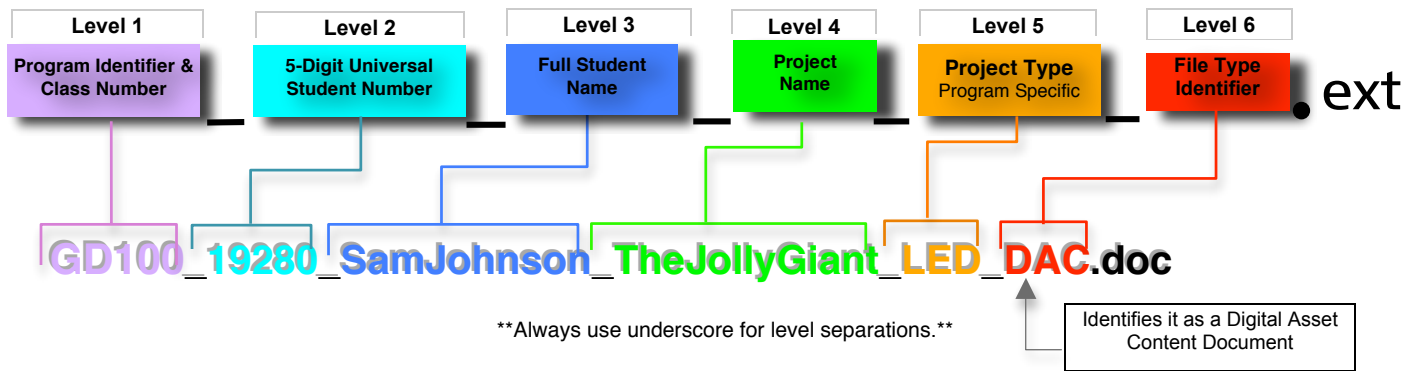 Level 1 Level 2 Level 3 Level 4 Level 5 Level 6
Program Identifier &
Class Number
_
5-Digit Universal
Student Number
_
Full Student
Name
_
Project
Name
_
Project Type
Program Specific
_
File Type
Identifier
. ext
GD100_19280_SamJohnson_TheJollyGiant_LED_DAC.doc
**Always use underscore for level separations.**
Identifies it as a Digital Asset
Content Document